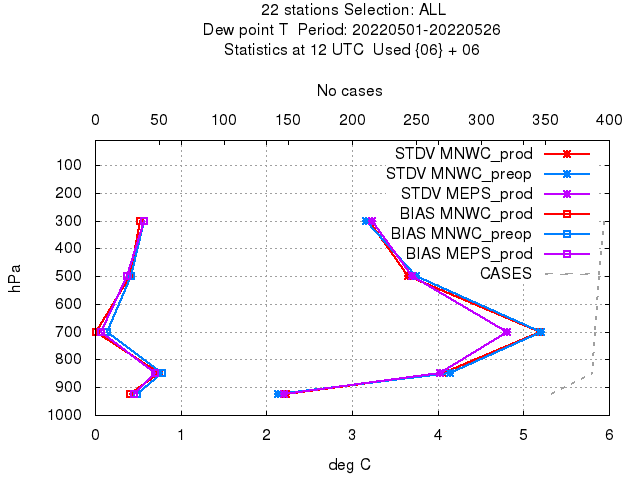 22 stations Selection: ALL
Dew point T  Period: 20220501-20220526
Statistics at 12 UTC  Used {06} + 06
No cases
0 50 100 150 200 250 300 350 400
STDV MNWC_prod
STDV MNWC_preop
STDV MEPS_prod
BIAS MNWC_prod
BIAS MNWC_preop
BIAS MEPS_prod
CASES
hPa
100
200
300
400
500
600
700
800
900
1000
0 1 2 3 4 5 6
deg C